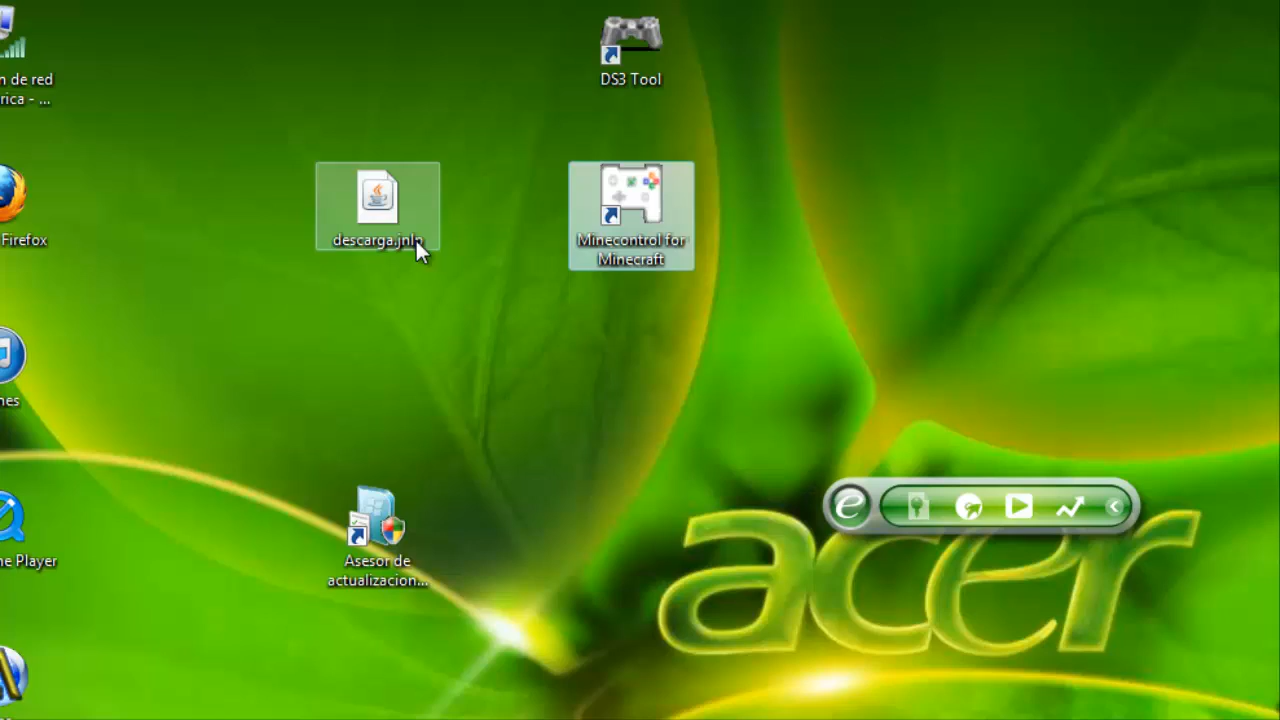 n de red
rica - ...
DS3 Tool
Firefox
descarga.jnlp
Minecontrol for
Minecraft
nes
ne Player
Asesor de
actualizacion...
acer